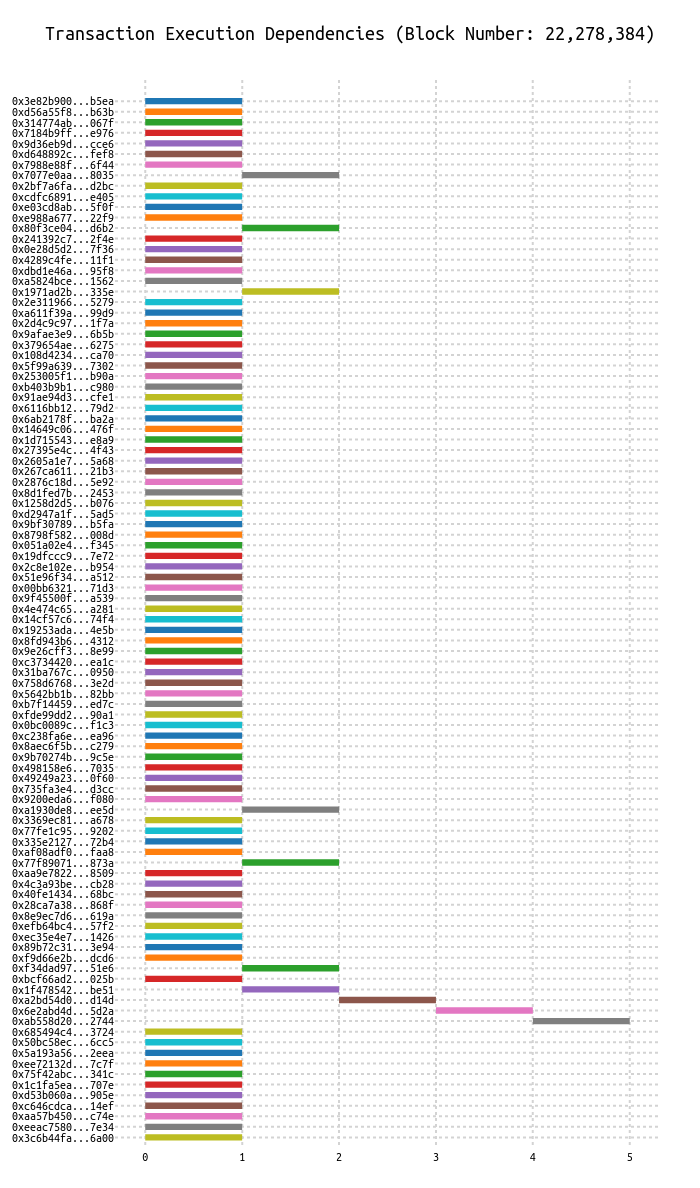 Transaction Execution Dependencies (Block Number: 22,278,384)
0x3e82b900...b5ea
0xd56a55f8...b63b
0x314774ab...067f
0x7184b9ff...e976
0x9d36eb9d...cce6
0xd648892c...fef8
0x7988e88f...6f44
0x7077e0aa...8035
0x2bf7a6fa...d2bc
0xcdfc6891...e405
0xe03cd8ab...5f0f
0xe988a677...22f9
0x80f3ce04...d6b2
0x241392c7...2f4e
0x0e28d5d2...7f36
0x4289c4fe...11f1
0xdbd1e46a...95f8
0xa5824bce...1562
0x1971ad2b...335e
0x2e311966...5279
0xa611f39a...99d9
0x2d4c9c97...1f7a
0x9afae3e9...6b5b
0x379654ae...6275
0x108d4234...ca70
0x5f99a639...7302
0x253005f1...b90a
0xb403b9b1...c980
0x91ae94d3...cfe1
0x6116bb12...79d2
0x6ab2178f...ba2a
0x14649c06...476f
0x1d715543...e8a9
0x27395e4c...4f43
0x2605a1e7...5a68
0x267ca611...21b3
0x2876c18d...5e92
0x8d1fed7b...2453
0x1258d2d5...b076
0xd2947a1f...5ad5
0x9bf30789...b5fa
0x8798f582...008d
0x051a02e4...f345
0x19dfccc9...7e72
0x2c8e102e...b954
0x51e96f34...a512
0x00bb6321...71d3
0x9f45500f...a539
0x4e474c65...a281
0x14cf57c6...74f4
0x19253ada...4e5b
0x8fd943b6...4312
0x9e26cff3...8e99
0xc3734420...ea1c
0x31ba767c...0950
0x758d6768...3e2d
0x5642bb1b...82bb
0xb7f14459...ed7c
0xfde99dd2...90a1
0x0bc0089c...f1c3
0xc238fa6e...ea96
0x8aec6f5b...c279
0x9b70274b...9c5e
0x498158e6...7035
0x49249a23...0f60
0x735fa3e4...d3cc
0x9200eda6...f080
0xa1930de8...ee5d
0x3369ec81...a678
0x77fe1c95...9202
0x335e2127...72b4
0xaf08adf0...faa8
0x77f89071...873a
0xaa9e7822...8509
0x4c3a93be...cb28
0x40fe1434...68bc
0x28ca7a38...868f
0x8e9ec7d6...619a
0xefb64bc4...57f2
0xec35e4e7...1426
0x89b72c31...3e94
0xf9d66e2b...dcd6
0xf34dad97...51e6
0xbcf66ad2...025b
0x1f478542...be51
0xa2bd54d0...d14d
0x6e2abd4d...5d2a
0xab558d20...2744
0x685494c4...3724
0x50bc58ec...6cc5
0x5a193a56...2eea
0xee72132d...7c7f
0x75f42abc...341c
0x1c1fa5ea...707e
0xd53b060a...905e
0xc646cdca...14ef
0xaa57b450...c74e
0xeeac7580...7e34
0x3c6b44fa...6a00
0 1 2 3 4 5